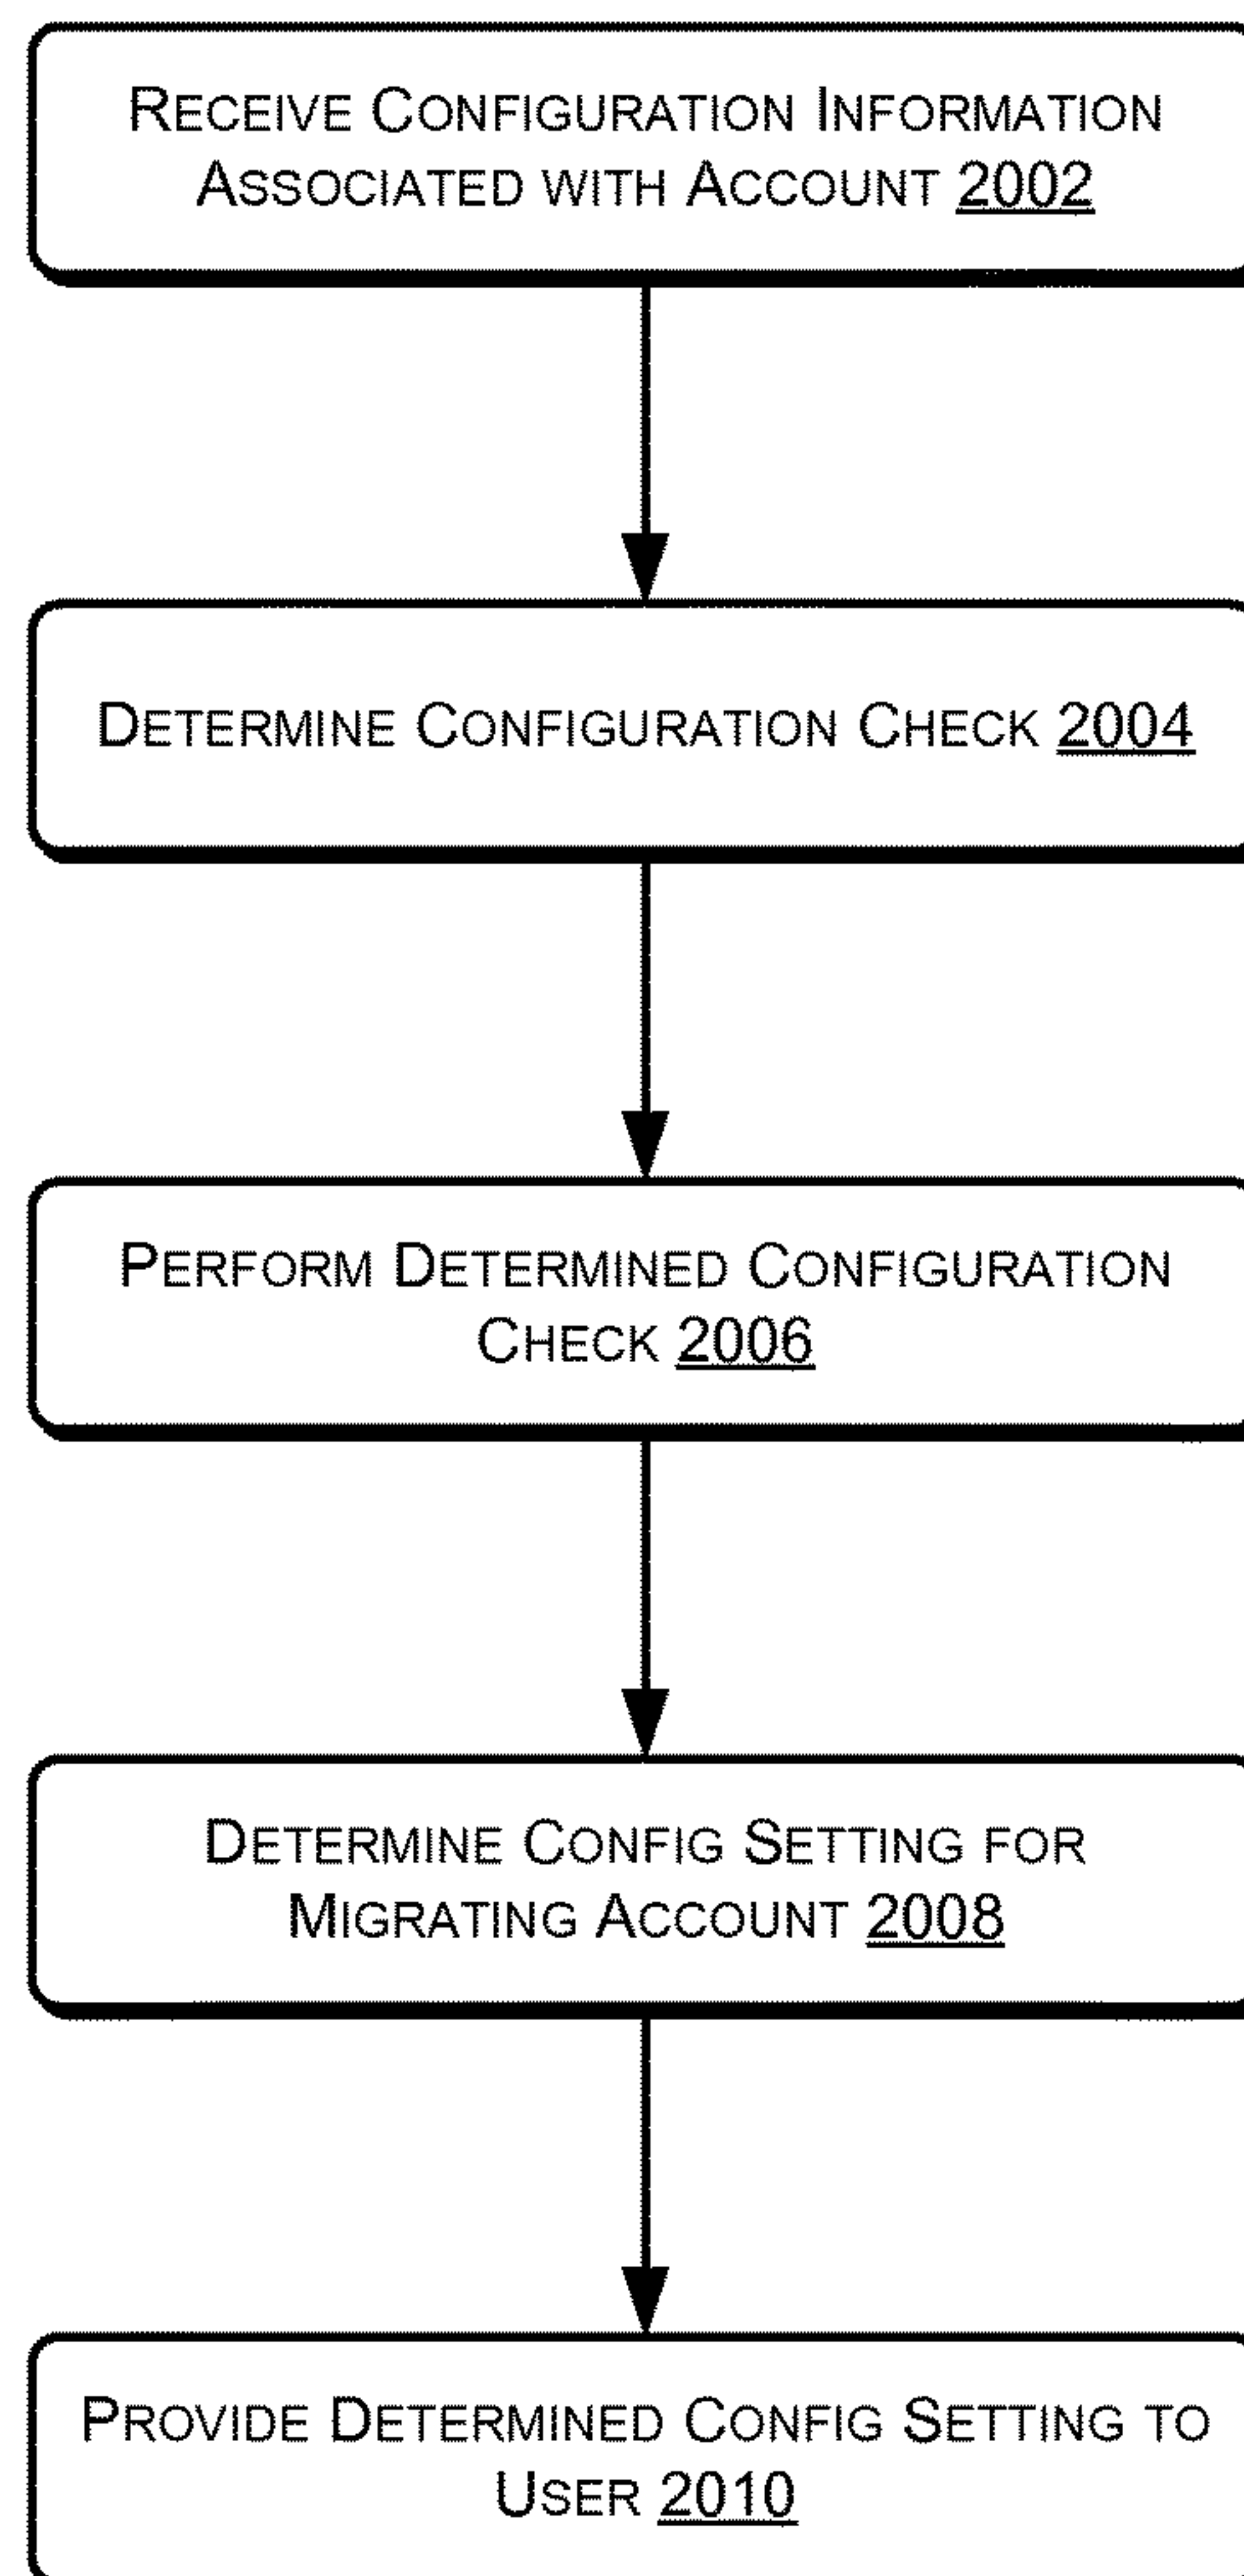 RECEIVE CONFIGURATION INFORMATION
ASSOCIATED WITH ACCOUNT 2002
DETERMINE CONFIGURATION CHECK 2004
PERFORM DETERMINED CONFIGURATION
CHECK 2006
DETERMINE CONFIG SETTING FOR
MIGRATING ACCOUNT 2008
PROVIDE DETERMINED CONFIG SETTING TO
USER 2010